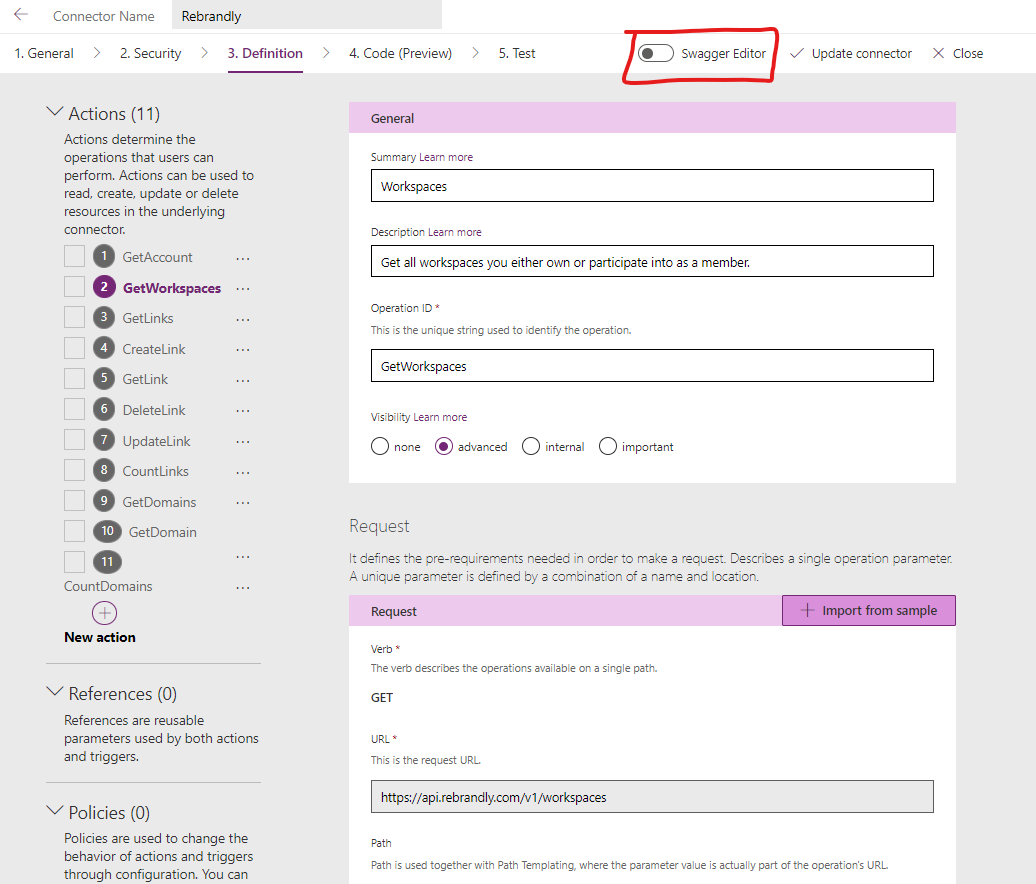 Connector Name Rebrandly
1. General 2. Security 3. Definition 4. Code (Preview) 5. Test Swagger Editor Update connector Close
Actions (11)
Actions determine the
operations that users can
perform. Actions can be used to
read, create, update or delete
resources in the underlying
connector.
1 GetAccount ...
2 GetWorkspaces ...
3 GetLinks ...
4 CreateLink ...
5 GetLink ...
6 DeleteLink ...
7 UpdateLink ...
8 CountLinks ...
9 GetDomains ...
10 GetDomain ...
11 ...
CountDomains ...
New action
References (0)
References are reusable
parameters used by both actions
and triggers.
Policies (0)
Policies are used to change the
behavior of actions and triggers
through configuration. You can
General
Summary Learn more
Workspaces
Description Learn more
Get all workspaces you either own or participate into as a member.
Operation ID *
This is the unique string used to identify the operation.
GetWorkspaces
Visibility Learn more
none advanced internal important
Request
It defines the pre-requirements needed in order to make a request. Describes a single operation parameter.
A unique parameter is defined by a combination of a name and location.
Request Import from sample
Verb *
The verb describes the operations available on a single path.
GET
URL *
This is the request URL.
https://api.rebrandly.com/v1/workspaces
Path
Path is used together with Path Templating, where the parameter value is actually part of the operation's URL.